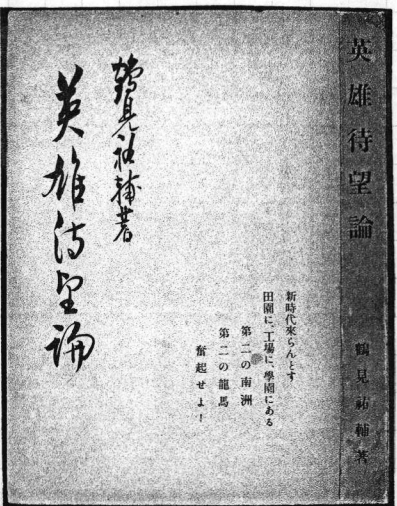 英雄待望論
鶴見祐輔著
鶴見祐輔著
英雄待望論
新時代來らんとす
田園に、工場に、學園にある
第二の南洲
第二の龍馬
奮起せよ！